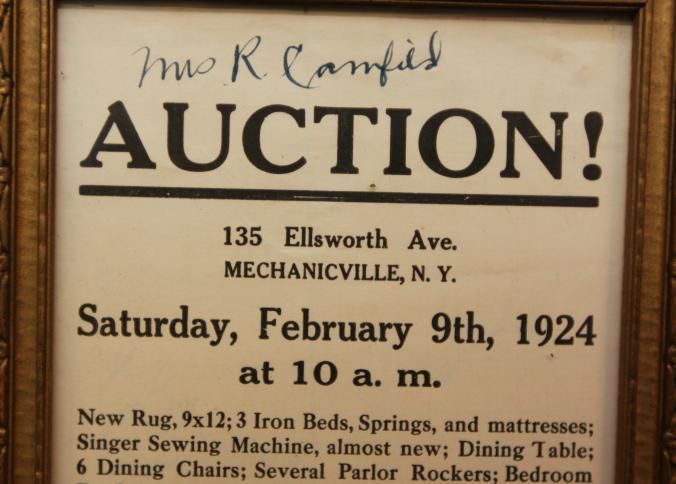 Mrs R. Canfield
AUCTION!
135 Ellsworth Ave.
MECHANICVILLE, N. Y.
Saturday, February 9th, 1924
at 10 a. m.
New Rug, 9x12; 3 Iron Beds, Springs, and mattresses;
Singer Sewing Machine, almost new; Dining Table;
6 Dining Chairs; Several Parlor Rockers; Bedroom